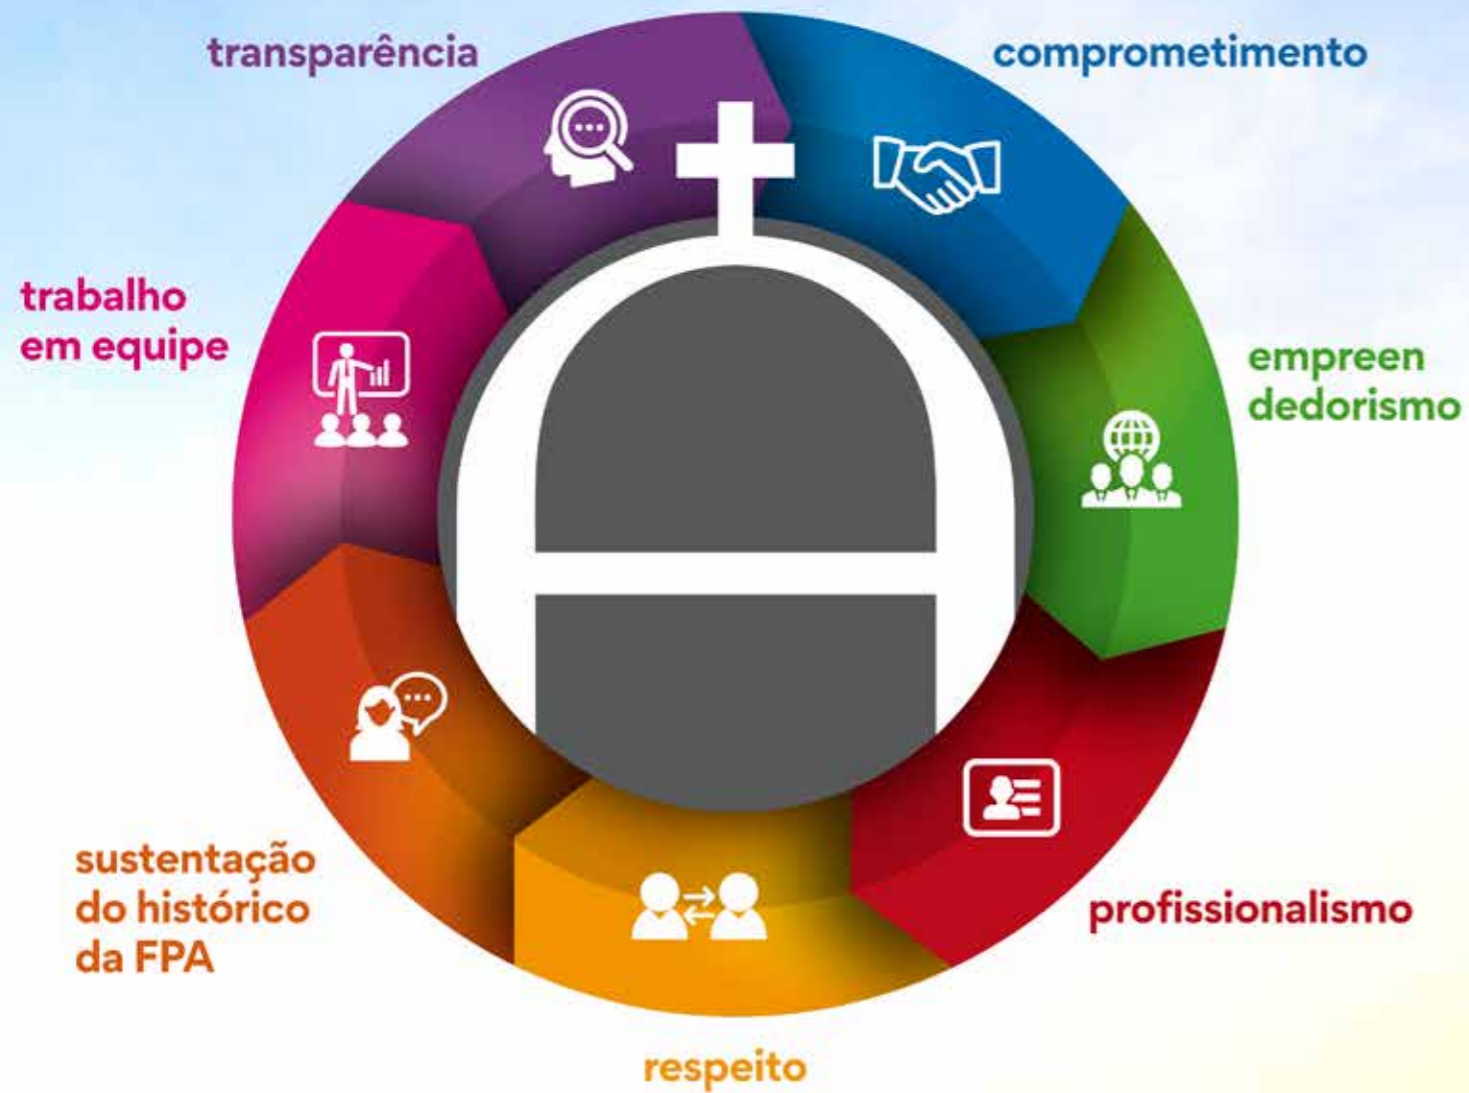 transparência
comprometimento
trabalho
em equipe
empreen
dedorismo
sustentação
do histórico
da FPA
profissionalismo
respeito